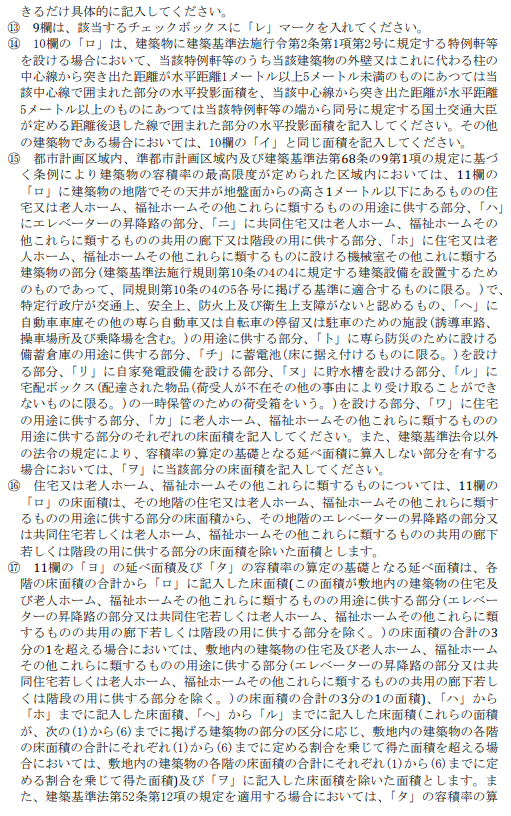 きるだけ具体的に記入してください。
⑬ 9欄は、該当するチェックボックスに「レ」マークを入れてください。
⑭ 10欄の「ロ」は、建築物に建築基準法施行令第2条第1項第2号に規定する特例軒等
を設ける場合において、当該特例軒等のうち当該建築物の外壁又はこれに代わる柱の
中心線から突き出た距離が水平距離1メートル以上5メートル未満のものにあつては当
該中心線で囲まれた部分の水平投影面積を、当該中心線から突き出た距離が水平距離
5メートル以上のものにあつては当該特例軒等の端から同号に規定する国土交通大臣
が定める距離後退した線で囲まれた部分の水平投影面積を記入してください。その他
の建築物である場合においては、10欄の「イ」と同じ面積を記入してください。
⑮ 都市計画区域内、準都市計画区域内及び建築基準法第68条の9第1項の規定に基づ
く条例により建築物の容積率の最高限度が定められた区域内においては、11欄の
「ロ」に建築物の地階でその天井が地盤面からの高さ1メートル以下にあるものの住
宅又は老人ホーム、福祉ホームその他これらに類するものの用途に供する部分、「ハ」
にエレベーターの昇降路の部分、「ニ」に共同住宅又は老人ホーム、福祉ホームその
他これらに類するものの共用の廊下又は階段の用に供する部分、「ホ」に住宅又は老
人ホーム、福祉ホームその他これらに類するものに設ける機械室その他これに類する
建築物の部分(建築基準法施行規則第10条の4の4に規定する建築設備を設置するため
のものであって、同規則第10条の4の5各号に掲げる基準に適合するものに限る。)で、
特定行政庁が交通上、安全上、防火上及び衛生上支障がないと認めるもの、「ヘ」に
自動車車庫その他の専ら自動車又は自転車の停留又は駐車のための施設(誘導車路、
操車場所及び乗降場を含む。)の用途に供する部分、「ト」に専ら防災のために設ける
備蓄倉庫の用途に供する部分、「チ」に蓄電池(床に据え付けるものに限る。)を設け
る部分、「リ」に自家発電設備を設ける部分、「ヌ」に貯水槽を設ける部分、「ル」に
宅配ボックス(配達された物品(荷受人が不在その他の事由により受け取ることができ
ないものに限る。)の一時保管のための荷受箱をいう。)を設ける部分、「ワ」に住宅
の用途に供する部分、「カ」に老人ホーム、福祉ホームその他これらに類するものの
用途に供する部分のそれぞれの床面積を記入してください。また、建築基準法令以外
の法令の規定により、容積率の算定の基礎となる延べ面積に算入しない部分を有する
場合においては、「ヲ」に当該部分の床面積を記入してください。
⑯ 住宅又は老人ホーム、福祉ホームその他これらに類するものについては、11欄の
「ロ」の床面積は、その地階の住宅又は老人ホーム、福祉ホームその他これらに類す
るものの用途に供する部分の床面積から、その地階のエレベーターの昇降路の部分又
は共同住宅若しくは老人ホーム、福祉ホームその他これらに類するものの共用の廊下
若しくは階段の用に供する部分の床面積を除いた面積とします。
⑰ 11欄の「ヨ」の延べ面積及び「タ」の容積率の算定の基礎となる延べ面積は、各
階の床面積の合計から「ロ」に記入した床面積(この面積が敷地内の建築物の住宅及
び老人ホーム、福祉ホームその他これらに類するものの用途に供する部分(エレベー
ターの昇降路の部分又は共同住宅若しくは老人ホーム、福祉ホームその他これらに類
するものの共用の廊下若しくは階段の用に供する部分を除く。)の床面積の合計の3
分の1を超える場合においては、敷地内の建築物の住宅及び老人ホーム、福祉ホーム
その他これらに類するものの用途に供する部分(エレベーターの昇降路の部分又は共
同住宅若しくは老人ホーム、福祉ホームその他これらに類するものの共用の廊下若し
くは階段の用に供する部分を除く。)の床面積の合計の3分の1の面積)、「ハ」から
「ホ」までに記入した床面積、「ヘ」から「ル」までに記入した床面積(これらの面積
が、次の(1)から(6)までに掲げる建築物の部分の区分に応じ、敷地内の建築物の各階
の床面積の合計にそれぞれ(1)から(6)までに定める割合を乗じて得た面積を超える場
合においては、敷地内の建築物の各階の床面積の合計にそれぞれ(1)から(6)までに定
める割合を乗じて得た面積)及び「ヲ」に記入した床面積を除いた面積とします。ま
た、建築基準法第52条第12項の規定を適用する場合においては、「タ」の容積率の算